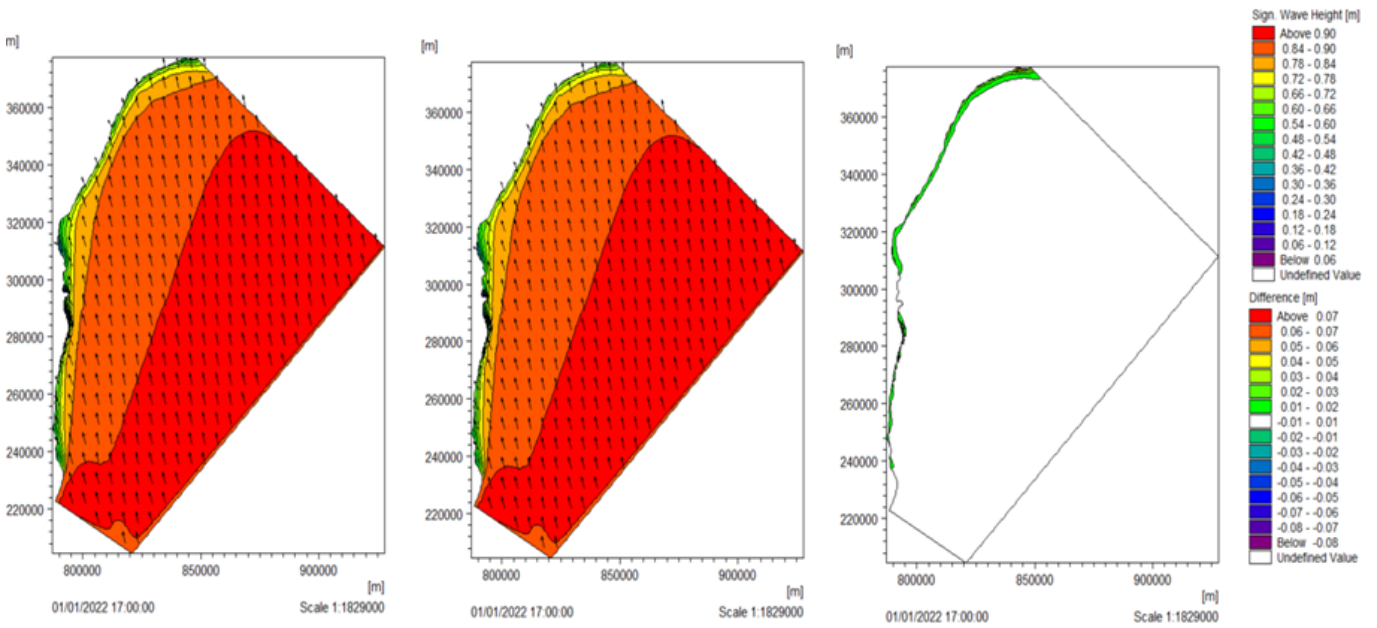 m]
360000
340000
320000
300000
280000
260000
240000
220000
800000
850000
900000
[m]
01/01/2022 17:00:00
Scale 1:1829000
[m]
360000
340000
320000
300000
280000
260000
240000
220000
800000
850000
900000
[m]
01/01/2022 17:00:00
Scale 1:1829000
[m]
360000
340000
320000
300000
280000
260000
240000
220000
800000
850000
900000
[m]
01/01/2022 17:00:00
Scale 1:1829000
Sign. Wave Height [m]
Above 0.90
0.84 - 0.90
0.78 - 0.84
0.72 - 0.78
0.66 - 0.72
0.60 - 0.66
0.54 - 0.60
0.48 - 0.54
0.42 - 0.48
0.36 - 0.42
0.30 - 0.36
0.24 - 0.30
0.18 - 0.24
0.12 - 0.18
0.06 - 0.12
Below 0.06
Undefined Value
Difference [m]
Above 0.07
0.06 - 0.07
0.05 - 0.06
0.04 - 0.05
0.03 - 0.04
0.02 - 0.03
0.01 - 0.02
-0.01 - 0.01
-0.02 - -0.01
-0.03 - -0.02
-0.04 - -0.03
-0.05 - -0.04
-0.06 - -0.05
-0.07 - -0.06
-0.08 - -0.07
Below -0.08
Undefined Value